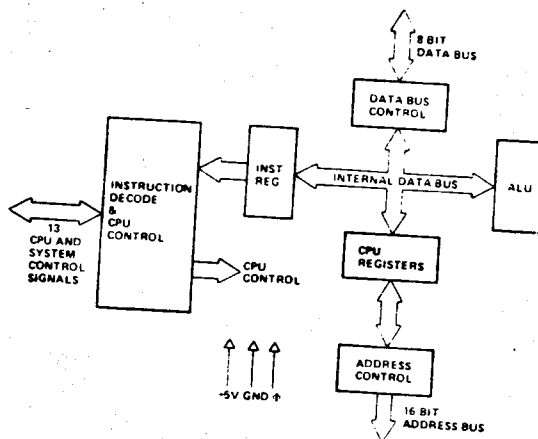 8 BIT
DATA BUS
DATA BUS
CONTROL
INSTRUCTION
DECODE
&
CPU
CONTROL
INST
REG
INTERNAL DATA BUS
ALU
13
CPU AND
SYSTEM
CONTROL
SIGNALS
CPU
CONTROL
CPU
REGISTERS
ADDRESS
CONTROL
+5V GND Φ
16 BIT
ADDRESS BUS